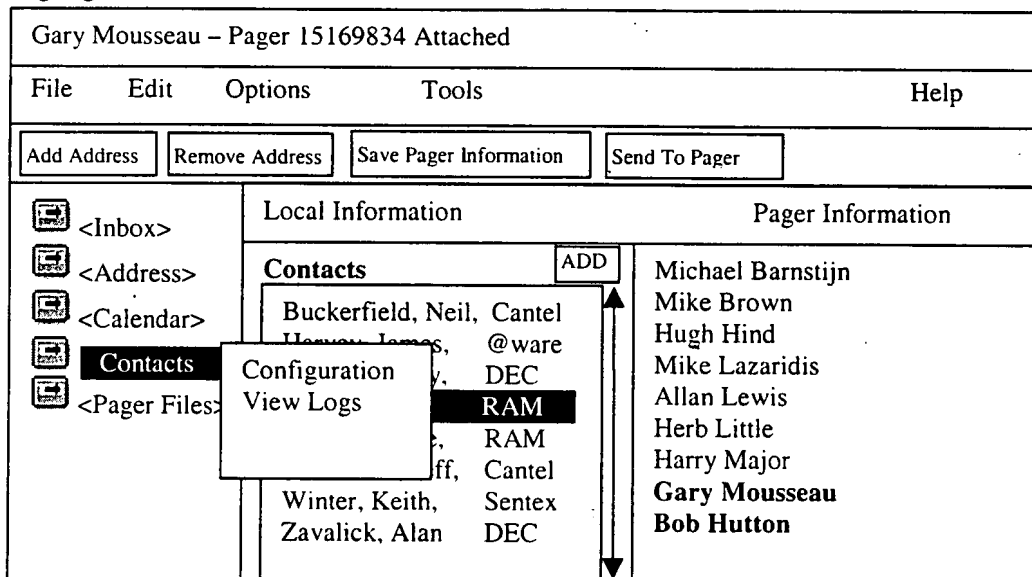 Gary Mousseau – Pager 15169834 Attached
File Edit Options Tools Help
Add Address Remove Address Save Pager Information Send To Pager
<Inbox>
<Address>
<Calendar>
Contacts
<Pager Files>
Configuration
View Logs
Local Information
Contacts ADD
Buckerfield, Neil, Cantel
@ware
DEC
RAM
RAM
Cantel
Winter, Keith, Sentex
Zavalick, Alan DEC
Pager Information
Michael Barnstijn
Mike Brown
Hugh Hind
Mike Lazaridis
Allan Lewis
Herb Little
Harry Major
Gary Mousseau
Bob Hutton